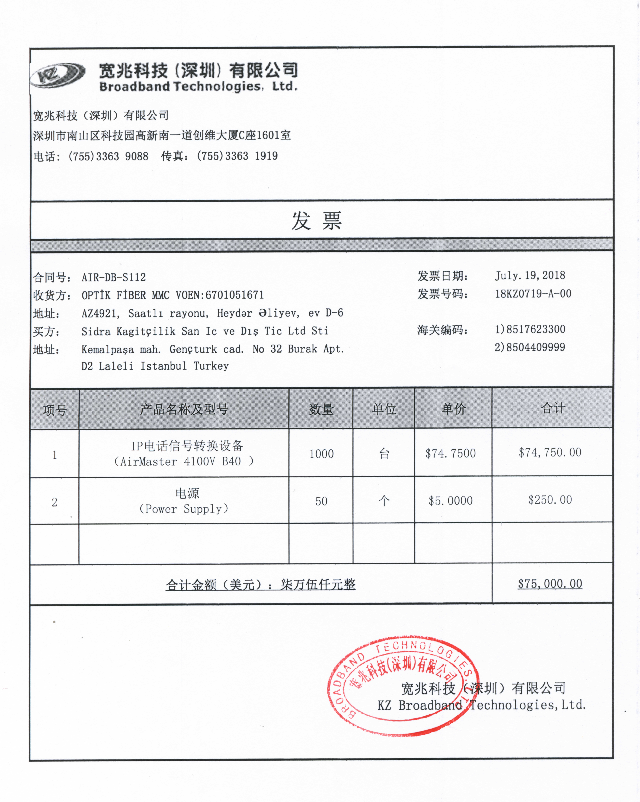 KZ 宽兆科技（深圳）有限公司
Broadband Technologies, Ltd.
宽兆科技（深圳）有限公司
深圳市南山区科技园高新南一道创维大厦C座1601室
电话: (755)3363 9088 传真: (755)3363 1919
发 票
合同号: ATR-DB-S112 发票日期: July.19,2018
收货方: OPTİK FİBER MMC VOEN:6701051671 发票号码: 18KZ0719-A-00
地址: AZ4921, Saatlı rayonu, Heydər Əliyev, ev D-6
买方: Sidra Kagitçilik San Ic ve Dış Tic Ltd Sti 海关编码: 1)8517623300
地址: Kemalpaşa mah. Gençturk cad. No 32 Burak Apt. 2)8504409999
D2 Laleli Istanbul Turkey
项号 产品名称及型号 数量 单位 单价 合计
1 IP电话信号转换设备 1000 台 $74.7500 $74,750.00
(AirMaster 4100V B40 )
2 电源 50 个 $5.0000 $250.00
(Power Supply)
合计金额（美元）: 柒万伍仟元整 $75,000.00
BROADBAND TECHNOLOGIES, LTD.
宽兆科技(深圳)有限公司
宽兆科技（深圳）有限公司
KZ Broadband Technologies,Ltd.